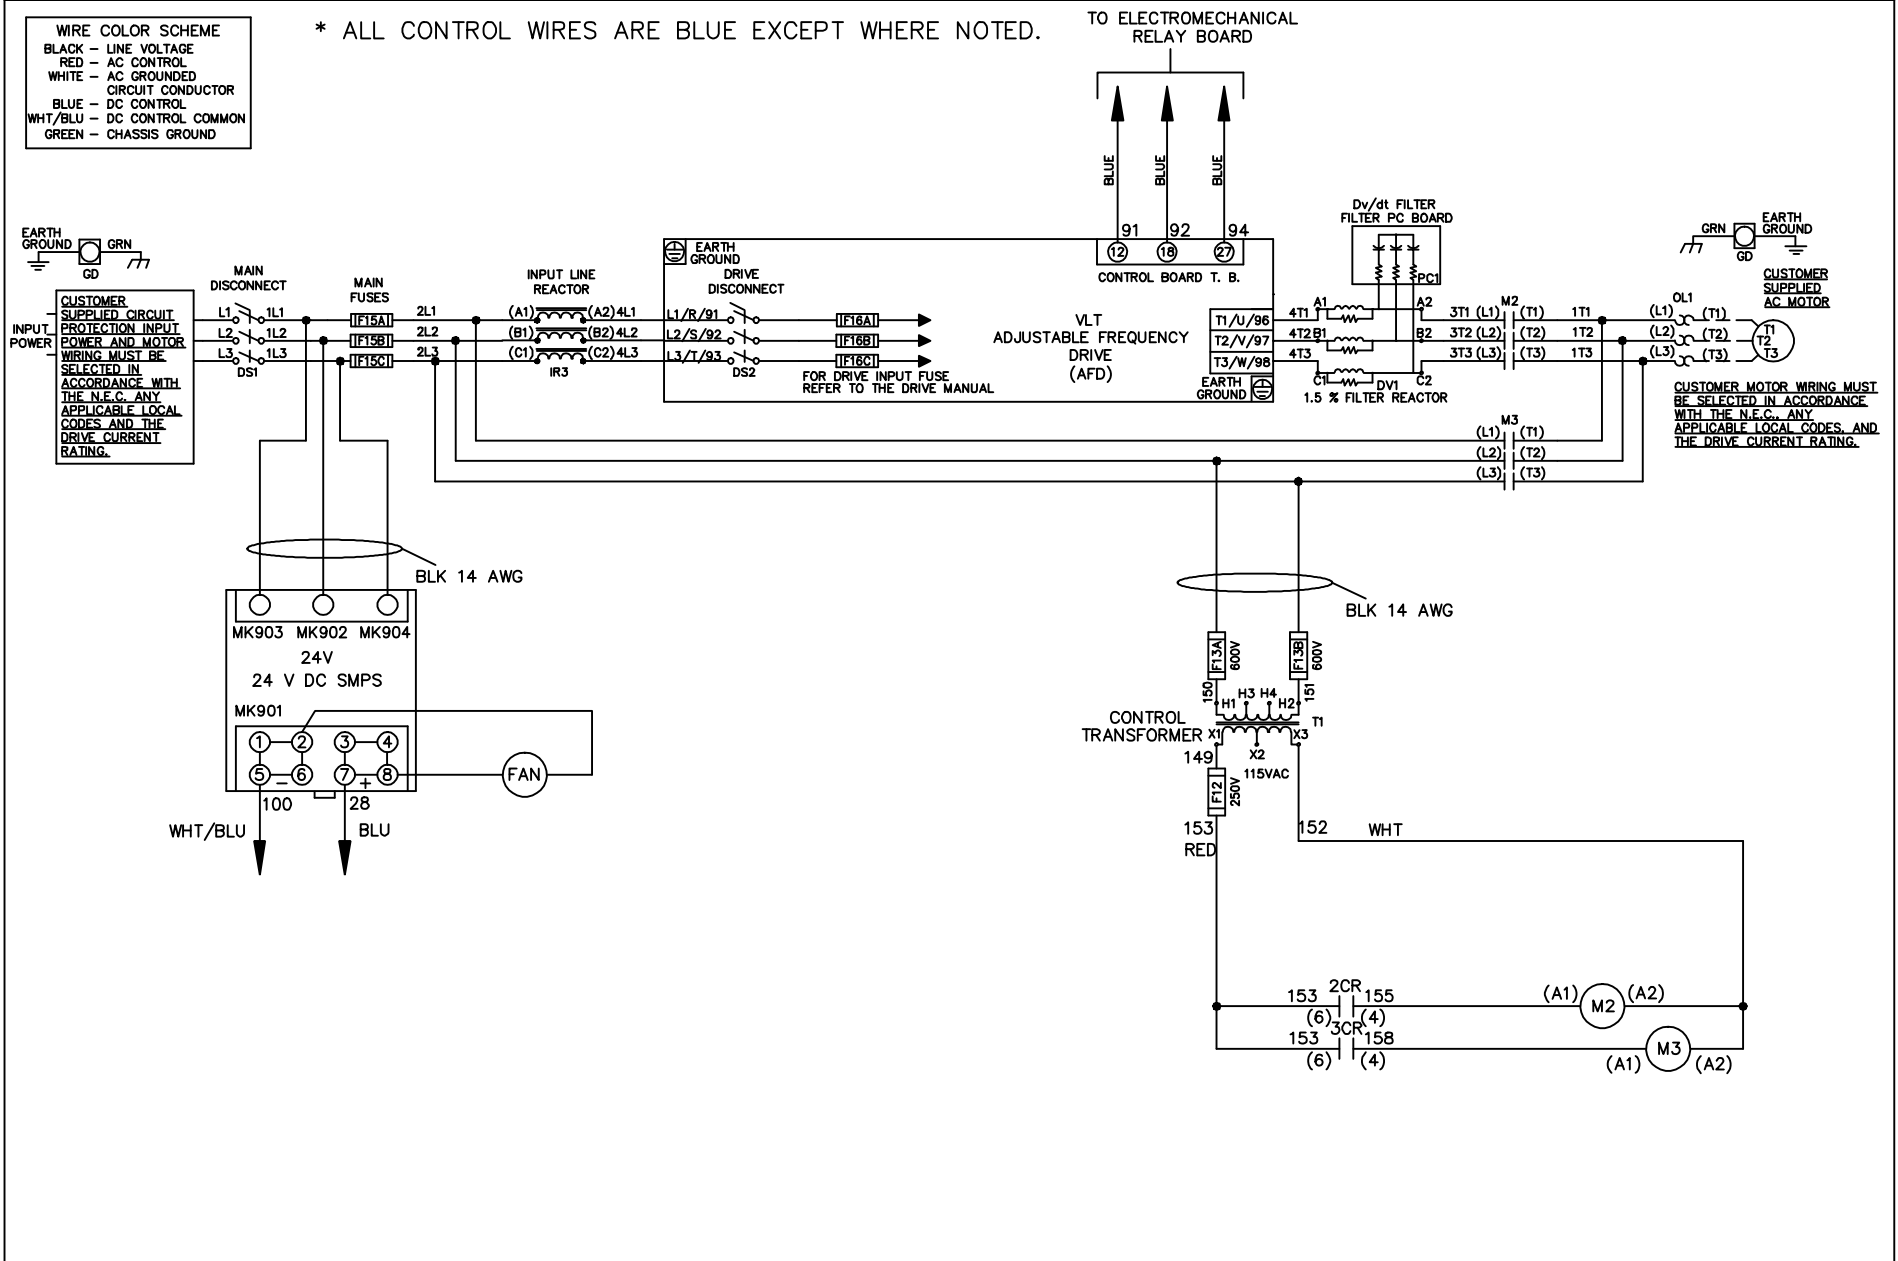 WIRE COLOR SCHEME
BLACK – LINE VOLTAGE
RED – AC CONTROL
WHITE – AC GROUNDED
CIRCUIT CONDUCTOR
BLUE – DC CONTROL
WHT/BLU – DC CONTROL COMMON
GREEN – CHASSIS GROUND
* ALL CONTROL WIRES ARE BLUE EXCEPT WHERE NOTED.
TO ELECTROMECHANICAL
RELAY BOARD
BLUE
BLUE
BLUE
91 92 94
12 18 27
CONTROL BOARD T. B.
EARTH
GROUND
GRN
GD
CUSTOMER
SUPPLIED CIRCUIT
PROTECTION INPUT
POWER AND MOTOR
WIRING MUST BE
SELECTED IN
ACCORDANCE WITH
THE N.E.C. ANY
APPLICABLE LOCAL
CODES AND THE
DRIVE CURRENT
RATING.
INPUT
POWER
MAIN
DISCONNECT
L1 1L1
L2 1L2
L3 1L3
DS1
MAIN
FUSES
F15A
F15B
F15C
2L1
2L2
2L3
INPUT LINE
REACTOR
(A1) (A2) 4L1
(B1) (B2) 4L2
(C1) (C2) 4L3
IR3
EARTH
GROUND
DRIVE
DISCONNECT
L1/R/91
L2/S/92
L3/T/93
DS2
F16A
F16B
F16C
FOR DRIVE INPUT FUSE
REFER TO THE DRIVE MANUAL
VLT
ADJUSTABLE FREQUENCY
DRIVE
(AFD)
T1/U/96
T2/V/97
T3/W/98
EARTH
GROUND
4T1
4T2
4T3
Dv/dt FILTER
FILTER PC BOARD
PC1
A1 A2
B1 B2
C1 C2
DV1
1.5 % FILTER REACTOR
M2
3T1 (L1) (T1) 1T1
3T2 (L2) (T2) 1T2
3T3 (L3) (T3) 1T3
M3
(L1) (T1)
(L2) (T2)
(L3) (T3)
OL1
(L1) (T1)
(L2) (T2)
(L3) (T3)
T1
T2
T3
GRN
EARTH
GROUND
GD
CUSTOMER
SUPPLIED
AC MOTOR
CUSTOMER MOTOR WIRING MUST
BE SELECTED IN ACCORDANCE
WITH THE N.E.C., ANY
APPLICABLE LOCAL CODES, AND
THE DRIVE CURRENT RATING.
BLK 14 AWG
MK903 MK902 MK904
24V
24 V DC SMPS
MK901
1 2 3 4
5 – 6 7 + 8
FAN
100 28
WHT/BLU BLU
BLK 14 AWG
F13A
600V
F13B
600V
150
151
H1 H3 H4 H2
CONTROL
TRANSFORMER
T1
X1 X2 X3
149
115VAC
F12
250V
153
RED
152 WHT
2CR
153 155
(6) (4)
(A1) M2 (A2)
3CR
153 158
(6) (4)
(A1) M3 (A2)